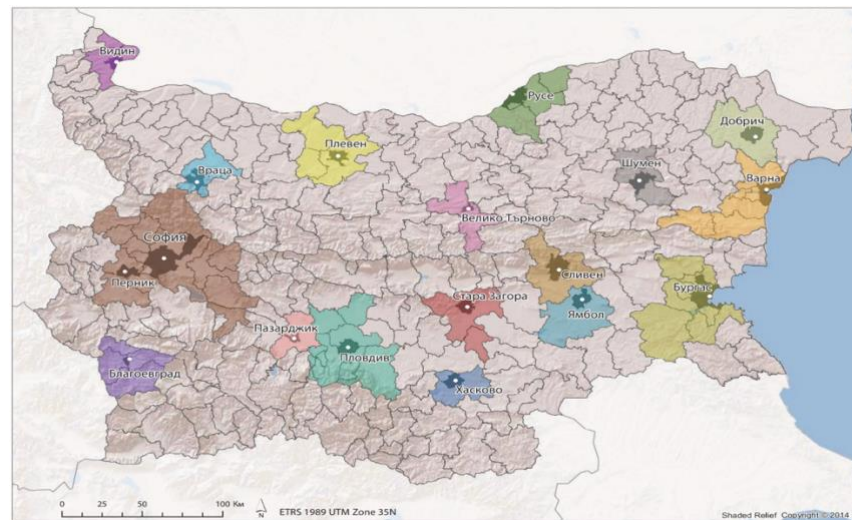 Видин
Русе
Добрич
Плевен
Шумен
Враца
Варна
Велико Търново
София
Сливен
Перник
Бургас
Стара Загора
Ямбол
Пазарджик
Пловдив
Благоевград
Хасково
0 25 50 100 Км
N
ETRS 1989 UTM Zone 35N
Shaded Relief Copyright © 2014